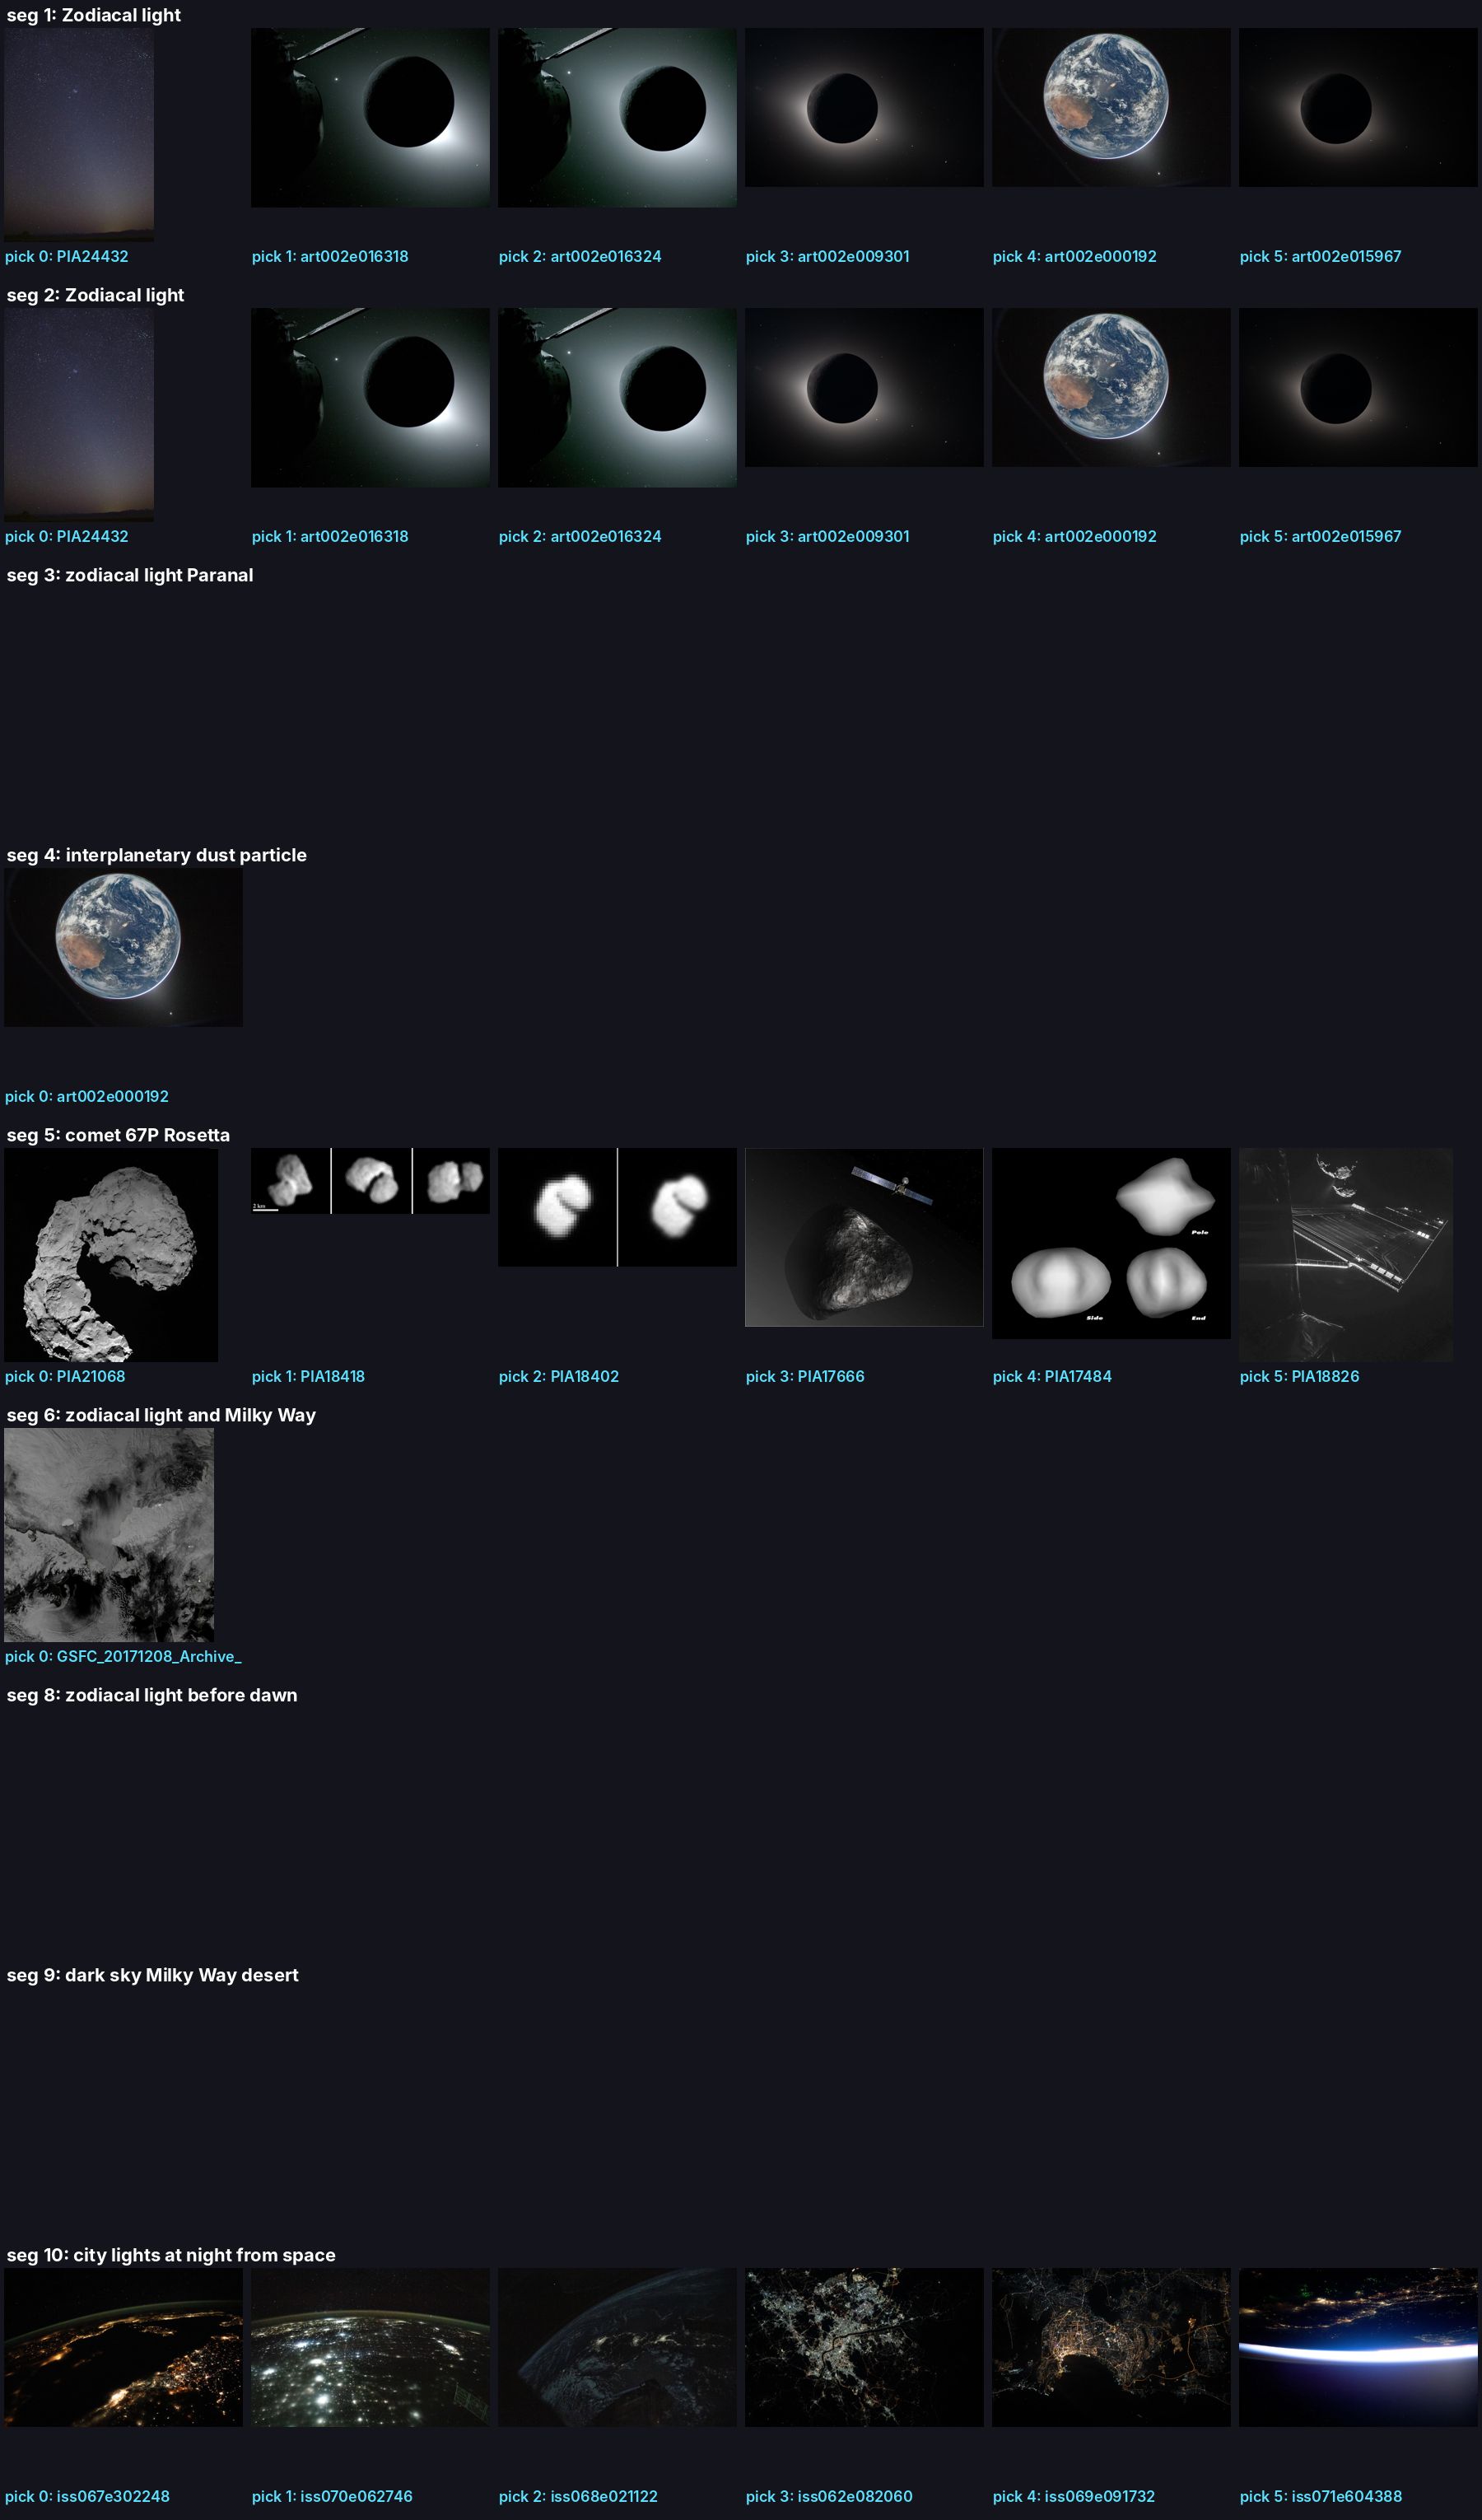 seg 1: Zodiacal light
pick 0: PIA24432
pick 1: art002e016318
pick 2: art002e016324
pick 3: art002e009301
pick 4: art002e000192
pick 5: art002e015967
seg 2: Zodiacal light
pick 0: PIA24432
pick 1: art002e016318
pick 2: art002e016324
pick 3: art002e009301
pick 4: art002e000192
pick 5: art002e015967
seg 3: zodiacal light Paranal
seg 4: interplanetary dust particle
pick 0: art002e000192
seg 5: comet 67P Rosetta
2 km
Pole
Side
End
pick 0: PIA21068
pick 1: PIA18418
pick 2: PIA18402
pick 3: PIA17666
pick 4: PIA17484
pick 5: PIA18826
seg 6: zodiacal light and Milky Way
pick 0: GSFC_20171208_Archive_
seg 8: zodiacal light before dawn
seg 9: dark sky Milky Way desert
seg 10: city lights at night from space
pick 0: iss067e302248
pick 1: iss070e062746
pick 2: iss068e021122
pick 3: iss062e082060
pick 4: iss069e091732
pick 5: iss071e604388